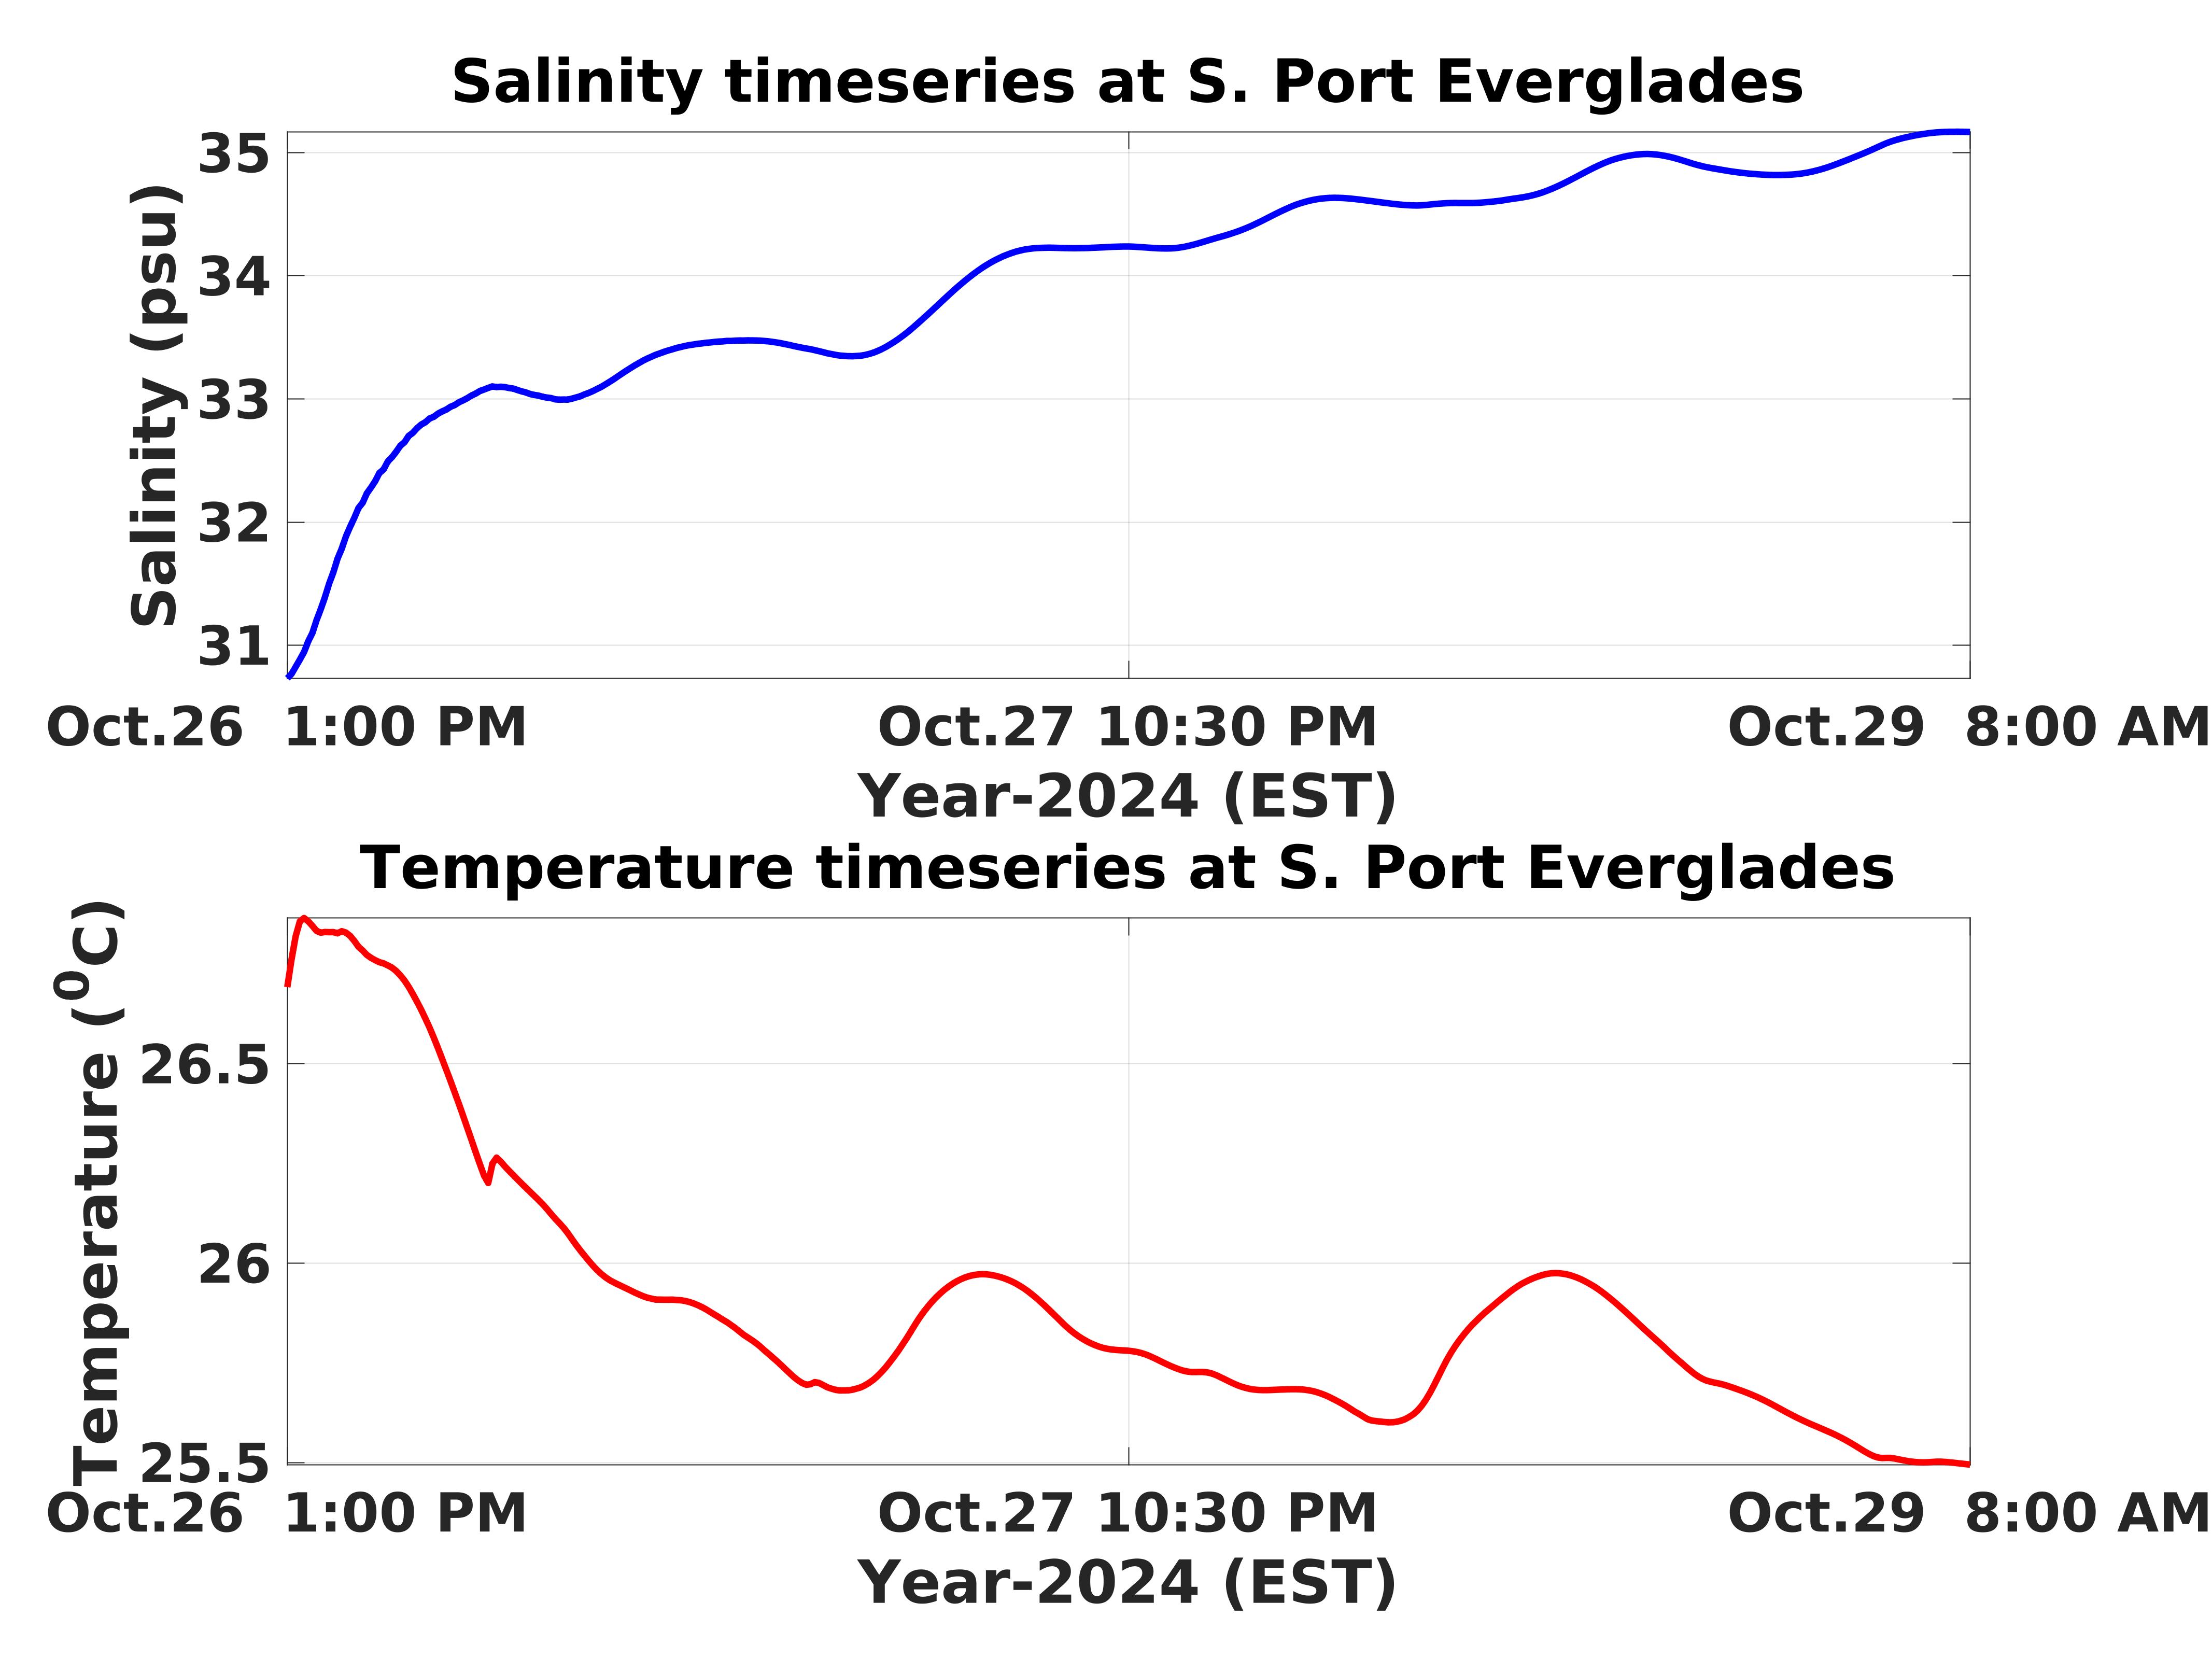 Salinity timeseries at S. Port Everglades
Salinity (psu)
35
34
33
32
31
Oct.26  1:00 PM
Oct.27 10:30 PM
Oct.29  8:00 AM
Year-2024 (EST)
Temperature timeseries at S. Port Everglades
Temperature (⁰C)
26.5
26
25.5
Oct.26  1:00 PM
Oct.27 10:30 PM
Oct.29  8:00 AM
Year-2024 (EST)